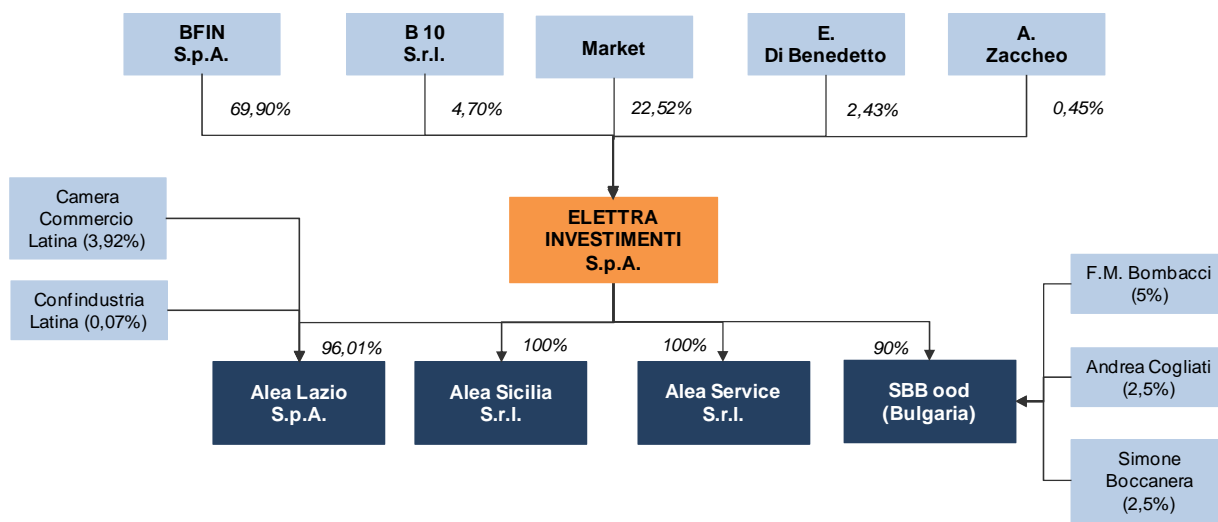 BFIN
S.p.A.
B 10
S.r.l.
Market
E.
Di Benedetto
A.
Zaccheo
69,90%
4,70%
22,52%
2,43%
0,45%
Camera
Commercio
Latina (3,92%)
ELETTRA
INVESTIMENTI
S.p.A.
F.M. Bombacci
(5%)
Confindustria
Latina (0,07%)
96,01%
100%
100%
90%
Alea Lazio
S.p.A.
Alea Sicilia
S.r.l.
Alea Service
S.r.l.
SBB ood
(Bulgaria)
Andrea Cogliati
(2,5%)
Simone
Boccanera
(2,5%)